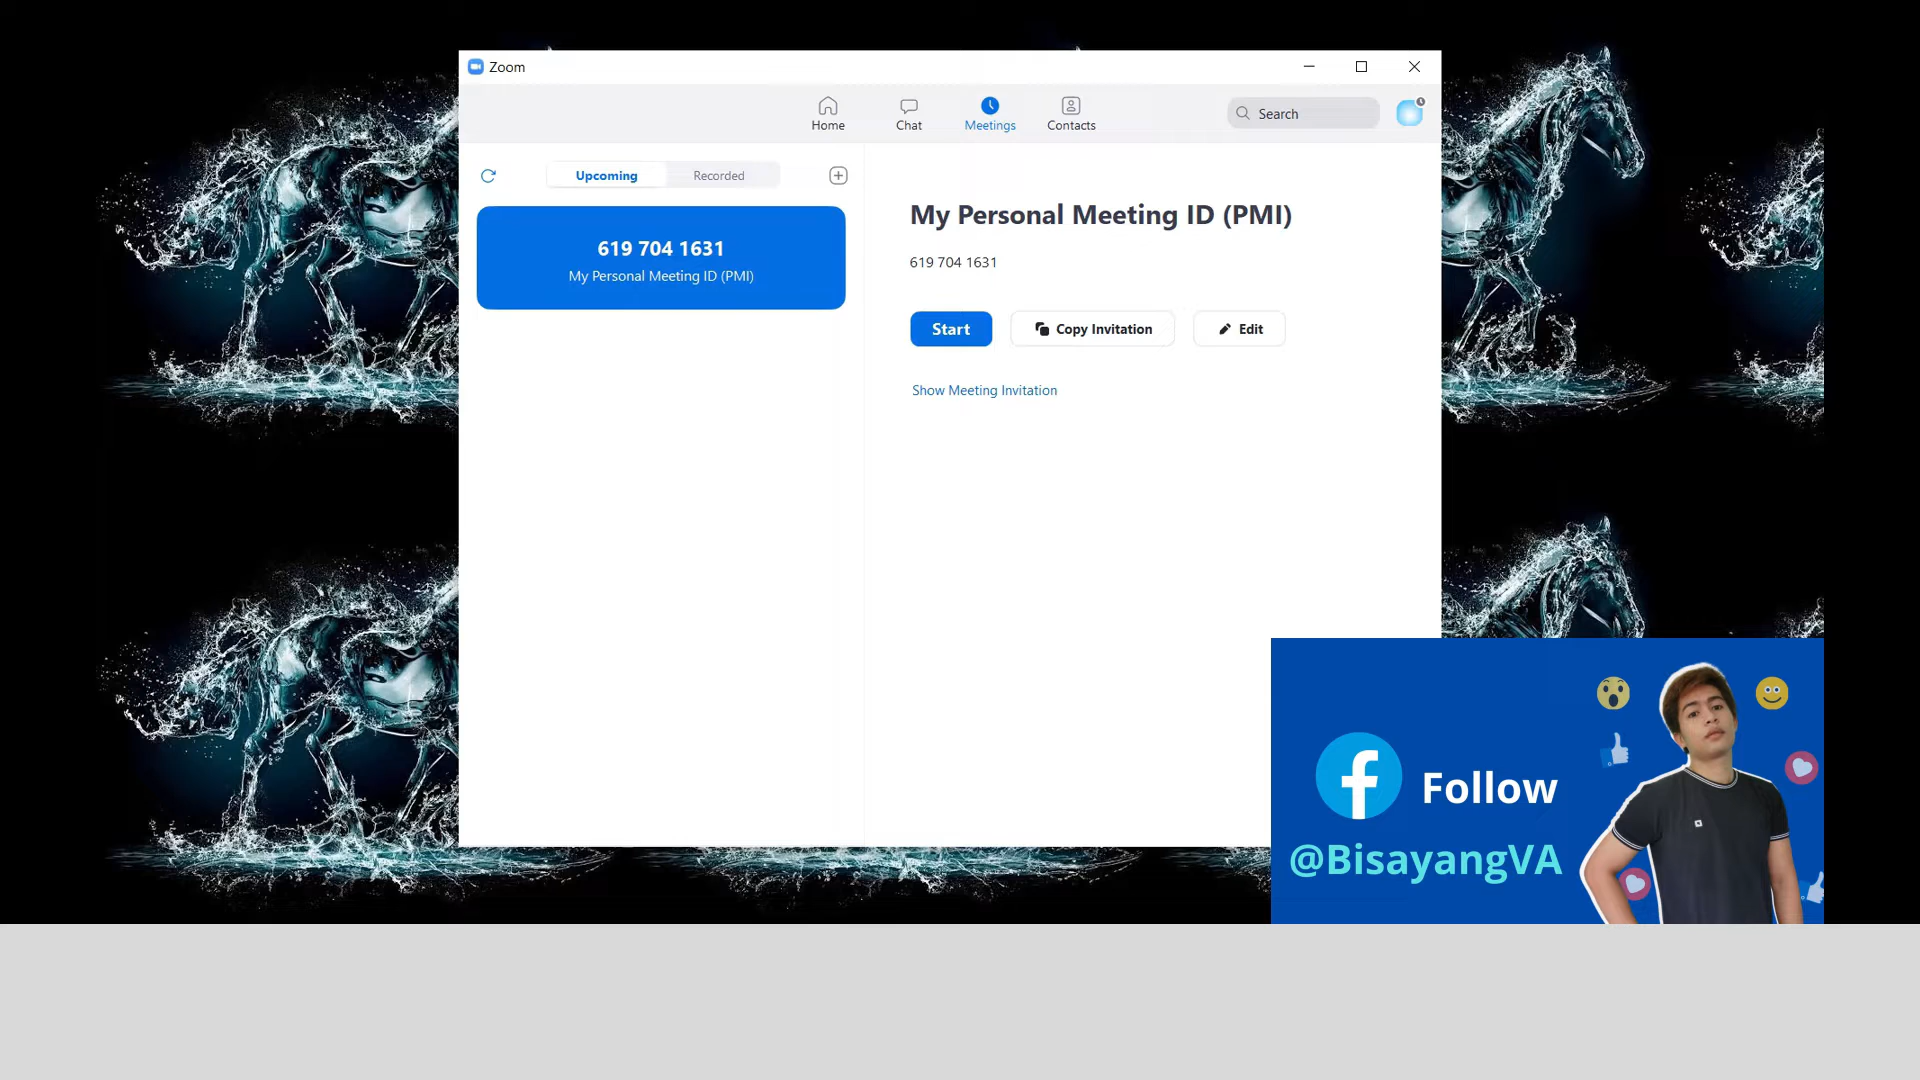 Zoom
Home
Chat
Meetings
Contacts
Search
Upcoming
Recorded
619 704 1631
My Personal Meeting ID (PMI)
My Personal Meeting ID (PMI)
619 704 1631
Start
Copy Invitation
Edit
Show Meeting Invitation
f Follow
@BisayangVA